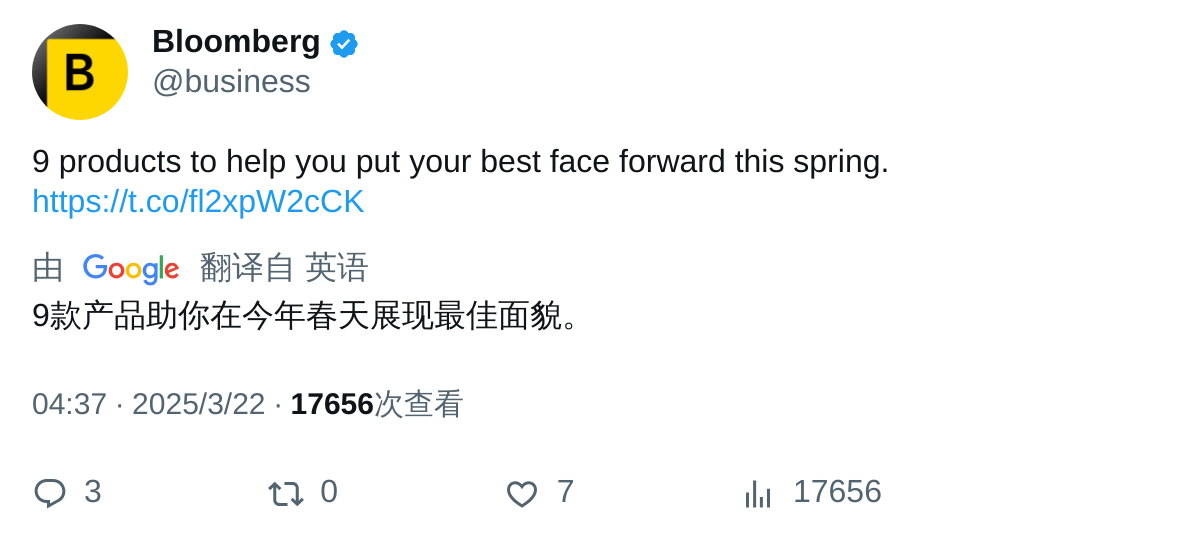 B
Bloomberg
@business
9 products to help you put your best face forward this spring.
https://t.co/fl2xpW2cCK
由 Google 翻译自 英语
9款产品助你在今年春天展现最佳面貌。
04:37 · 2025/3/22 · 17656次查看
3 0 7 17656